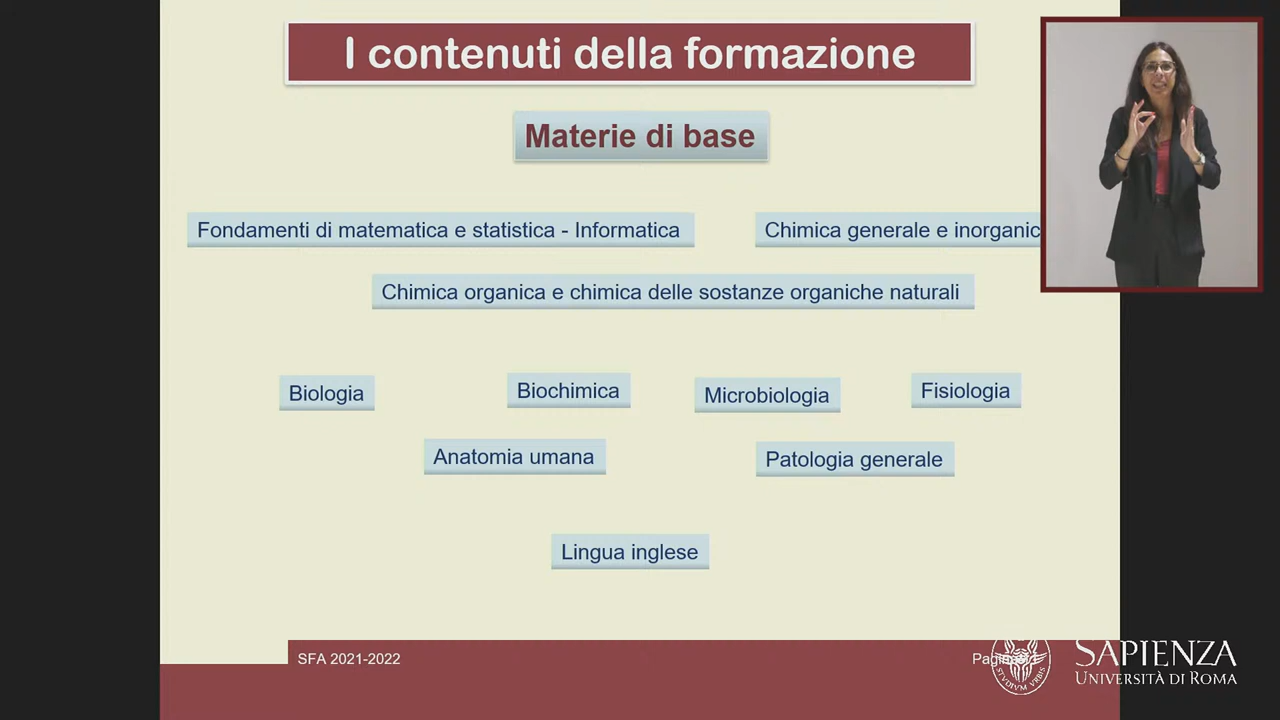 I contenuti della formazione
Materie di base
Fondamenti di matematica e statistica - Informatica
Chimica generale e inorganic
Chimica organica e chimica delle sostanze organiche naturali
Biologia
Biochimica
Microbiologia
Fisiologia
Anatomia umana
Patologia generale
Lingua inglese
SFA 2021-2022
SAPIENZA
UNIVERSITÀ DI ROMA
STUDIUM URBIS